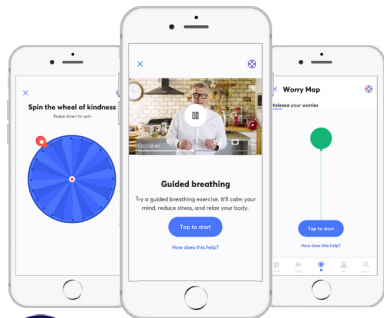 Spin the wheel of kindness
Swipe down to spin
Guided breathing
Try a guided breathing exercise. It'll calm your
mind, reduce stress, and relax your body.
Tap to start
How does this help?
Worry Map
Release your worries
Tap to start
How does this help?